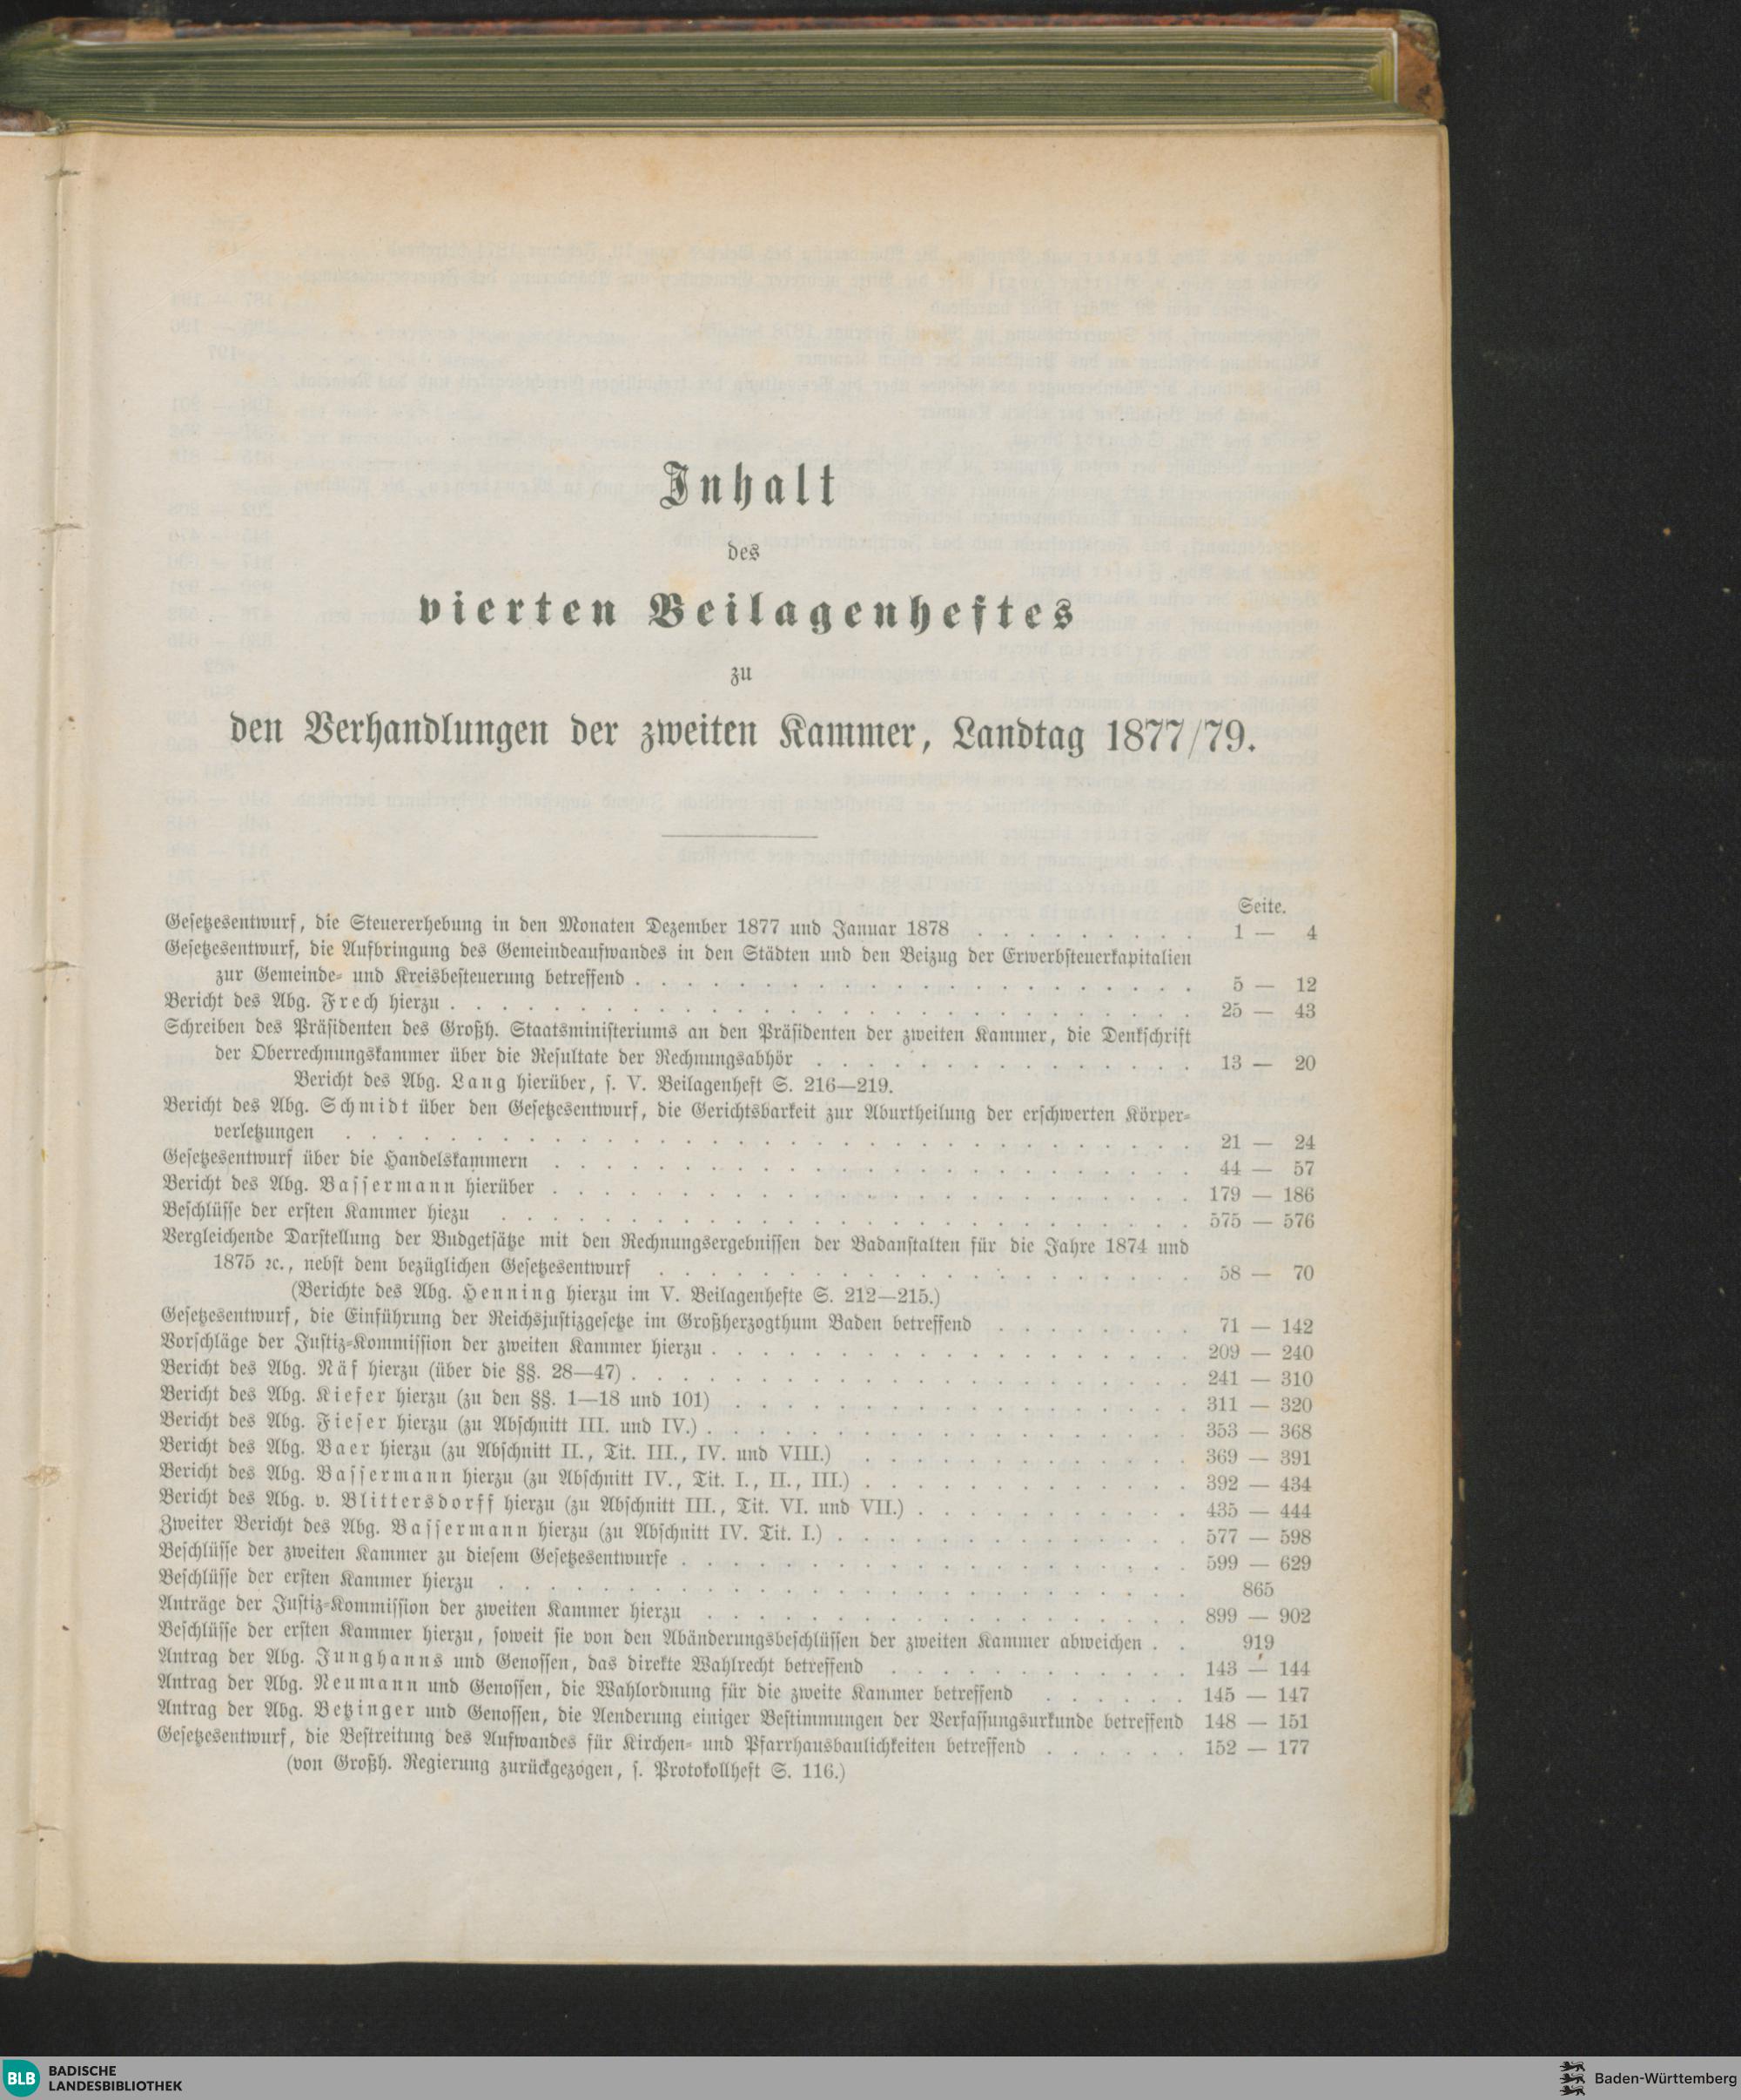 Inhalt
des
vierten Beilagenheftes
zu
den Verhandlungen der zweiten Kammer, Landtag 1877/79.
Seite.
Gesetzesentwurf, die Steuererhebung in den Monaten Dezember 1877 und Januar 1878 . . . . . . . . . 1 — 4
Gesetzesentwurf, die Aufbringung des Gemeindeaufwandes in den Städten und den Beizug der Erwerbsteuerkapitalien
zur Gemeinde- und Kreisbesteuerung betreffend . . . . . . . . . . . . . . . . . . . . . . 5 — 12
Bericht des Abg. Frech hierzu . . . . . . . . . . . . . . . . . . . . . . . . . . . . . 25 — 43
Schreiben des Präsidenten des Großh. Staatsministeriums an den Präsidenten der zweiten Kammer, die Denkschrift
der Oberrechnungskammer über die Resultate der Rechnungsabhör . . . . . . . . . . . . . . . 13 — 20
Bericht des Abg. Lang hierüber, s. V. Beilagenheft S. 216—219.
Bericht des Abg. Schmidt über den Gesetzesentwurf, die Gerichtsbarkeit zur Aburtheilung der erschwerten Körper-
verletzungen . . . . . . . . . . . . . . . . . . . . . . . . . . . . . . . . . 21 — 24
Gesetzesentwurf über die Handelskammern . . . . . . . . . . . . . . . . . . . . . . . . . 44 — 57
Bericht des Abg. Bassermann hierüber . . . . . . . . . . . . . . . . . . . . . . . . . 179 — 186
Beschlüsse der ersten Kammer hiezu . . . . . . . . . . . . . . . . . . . . . . . . . . . 575 — 576
Vergleichende Darstellung der Budgetsätze mit den Rechnungsergebnissen der Badanstalten für die Jahre 1874 und
1875 ꝛc., nebst dem bezüglichen Gesetzesentwurf . . . . . . . . . . . . . . . . . . . . . 58 — 70
(Berichte des Abg. Henning hierzu im V. Beilagenhefte S. 212—215.)
Gesetzesentwurf, die Einführung der Reichsjustizgesetze im Großherzogthum Baden betreffend . . . . . . . . 71 — 142
Vorschläge der Justiz-Kommission der zweiten Kammer hierzu . . . . . . . . . . . . . . . . . . . 209 — 240
Bericht des Abg. Näf hierzu (über die §§. 28—47) . . . . . . . . . . . . . . . . . . . . . . 241 — 310
Bericht des Abg. Kiefer hierzu (zu den §§. 1—18 und 101) . . . . . . . . . . . . . . . . . . 311 — 320
Bericht des Abg. Fieser hierzu (zu Abschnitt III. und IV.) . . . . . . . . . . . . . . . . . . . 353 — 368
Bericht des Abg. Baer hierzu (zu Abschnitt II., Tit. III., IV. und VIII.) . . . . . . . . . . . . . 369 — 391
Bericht des Abg. Bassermann hierzu (zu Abschnitt IV., Tit. I., II., III.) . . . . . . . . . . . . . 392 — 434
Bericht des Abg. v. Blittersdorff hierzu (zu Abschnitt III., Tit. VI. und VII.) . . . . . . . . . . . 435 — 444
Zweiter Bericht des Abg. Bassermann hierzu (zu Abschnitt IV. Tit. I.) . . . . . . . . . . . . . . 577 — 598
Beschlüsse der zweiten Kammer zu diesem Gesetzesentwurfe . . . . . . . . . . . . . . . . . . . . 599 — 629
Beschlüsse der ersten Kammer hierzu . . . . . . . . . . . . . . . . . . . . . . . . . . . 865
Anträge der Justiz-Kommission der zweiten Kammer hierzu . . . . . . . . . . . . . . . . . . . 899 — 902
Beschlüsse der ersten Kammer hierzu, soweit sie von den Abänderungsbeschlüssen der zweiten Kammer abweichen . . 919
Antrag der Abg. Junghanns und Genossen, das direkte Wahlrecht betreffend . . . . . . . . . . . . 143 — 144
Antrag der Abg. Neumann und Genossen, die Wahlordnung für die zweite Kammer betreffend . . . . . . 145 — 147
Antrag der Abg. Betzinger und Genossen, die Aenderung einiger Bestimmungen der Verfassungsurkunde betreffend 148 — 151
Gesetzesentwurf, die Bestreitung des Aufwandes für Kirchen- und Pfarrhausbaulichkeiten betreffend . . . . . . 152 — 177
(von Großh. Regierung zurückgezogen, s. Protokollheft S. 116.)
BLB BADISCHE
LANDESBIBLIOTHEK
Baden-Württemberg